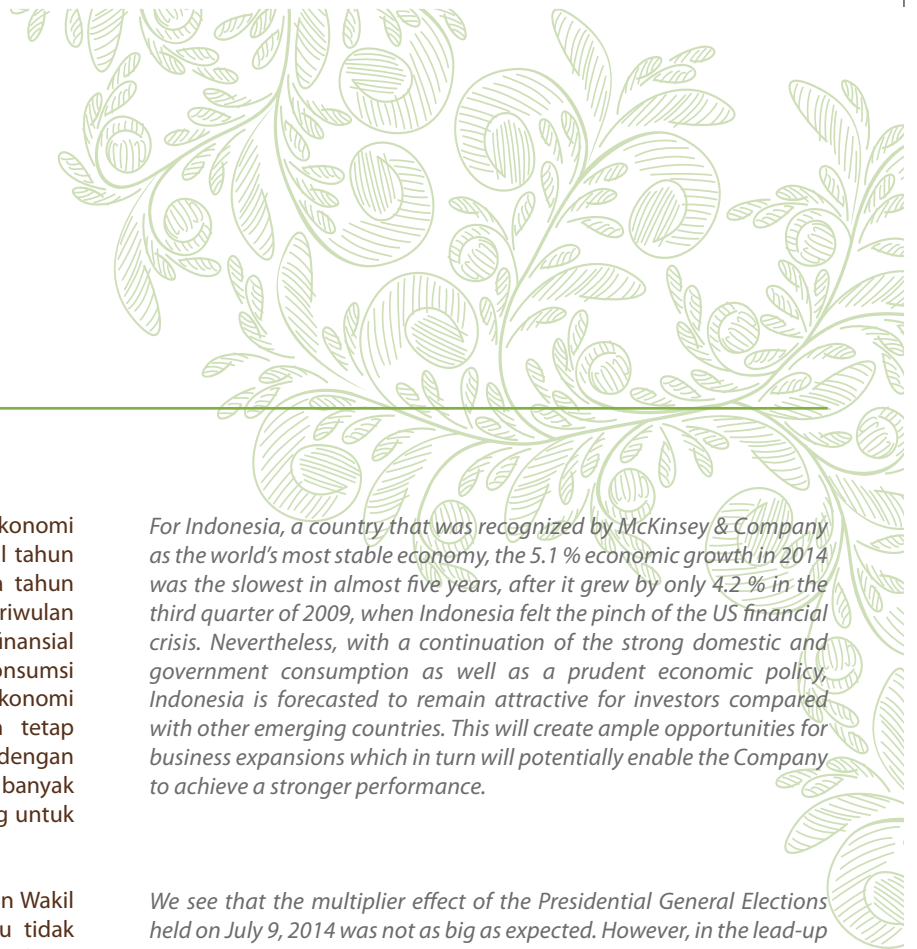 konomi
l tahun
tahun
riwulan
inansial
onsumsi
konomi
tetap
dengan
banyak
untuk
n Wakil
u tidak
For Indonesia, a country that was recognized by McKinsey & Company
as the world's most stable economy, the 5.1 % economic growth in 2014
was the slowest in almost five years, after it grew by only 4.2 % in the
third quarter of 2009, when Indonesia felt the pinch of the US financial
crisis. Nevertheless, with a continuation of the strong domestic and
government consumption as well as a prudent economic policy,
Indonesia is forecasted to remain attractive for investors compared
with other emerging countries. This will create ample opportunities for
business expansions which in turn will potentially enable the Company
to achieve a stronger performance.
We see that the multiplier effect of the Presidential General Elections
held on July 9, 2014 was not as big as expected. However, in the lead-up